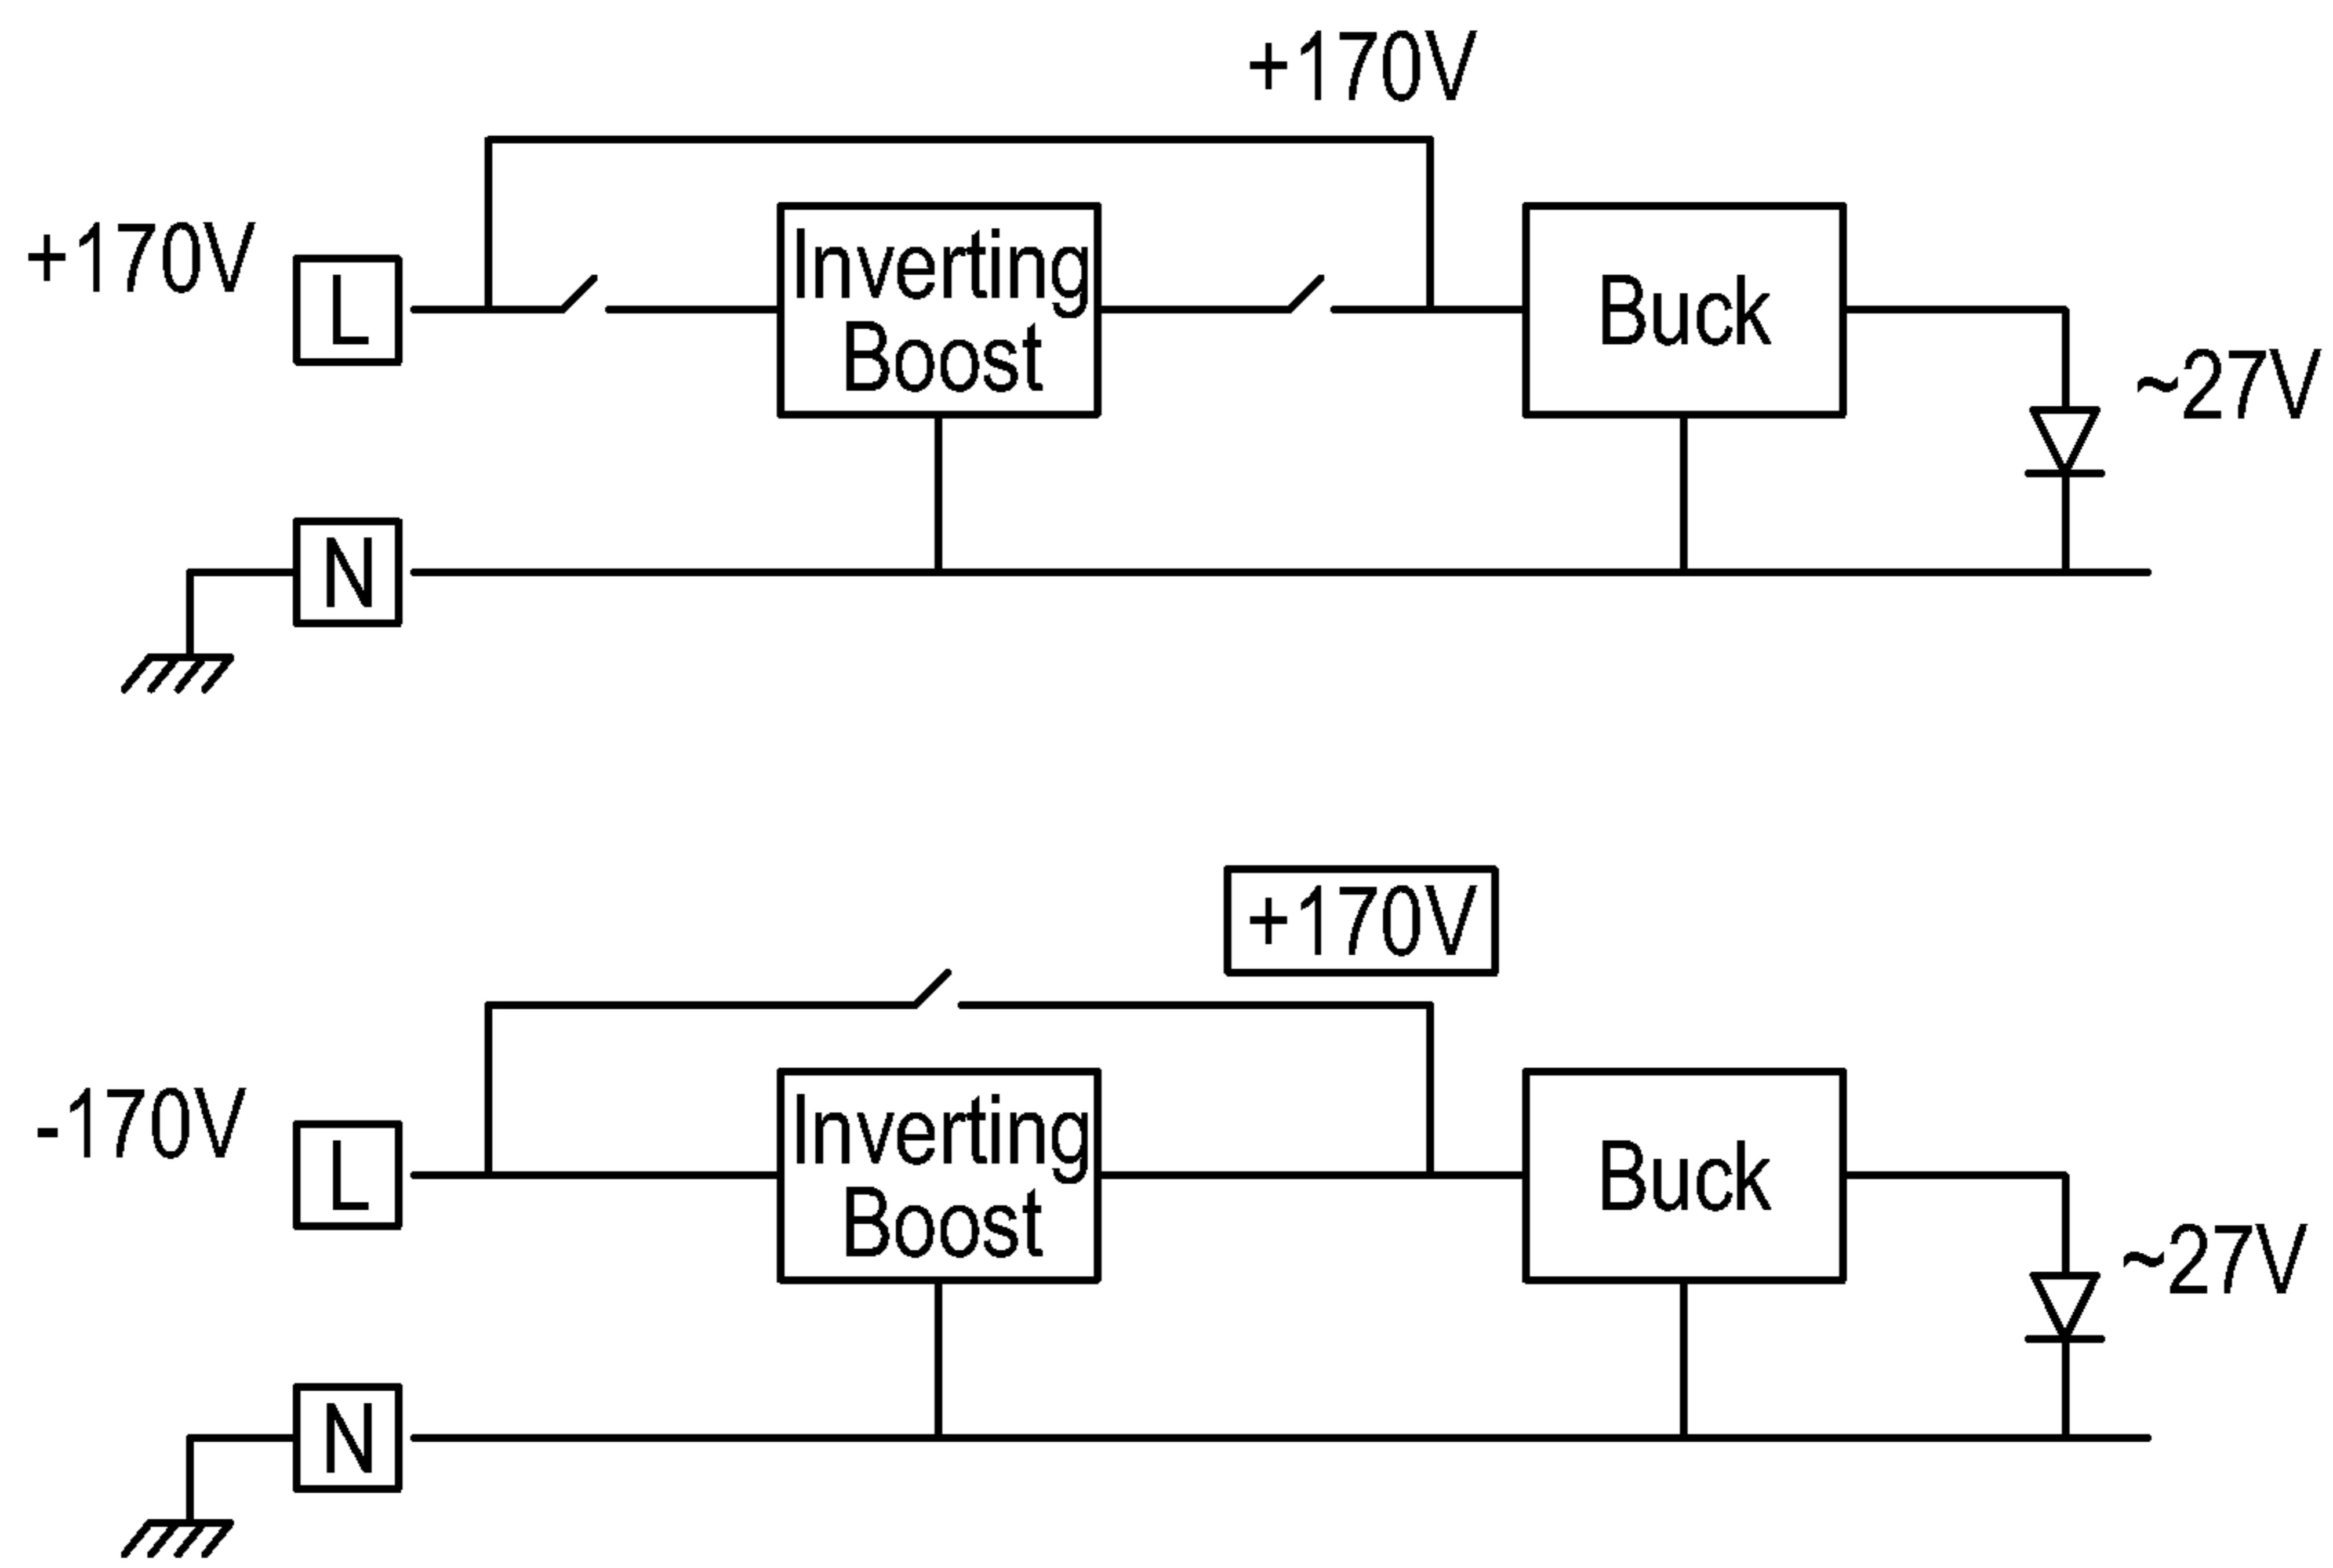 +170V
+170V
L
Inverting
Boost
Buck
~27V
N
+170V
-170V
L
Inverting
Boost
Buck
~27V
N